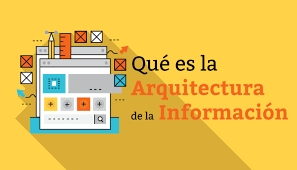 Qué es la
Arquitectura
de la Información